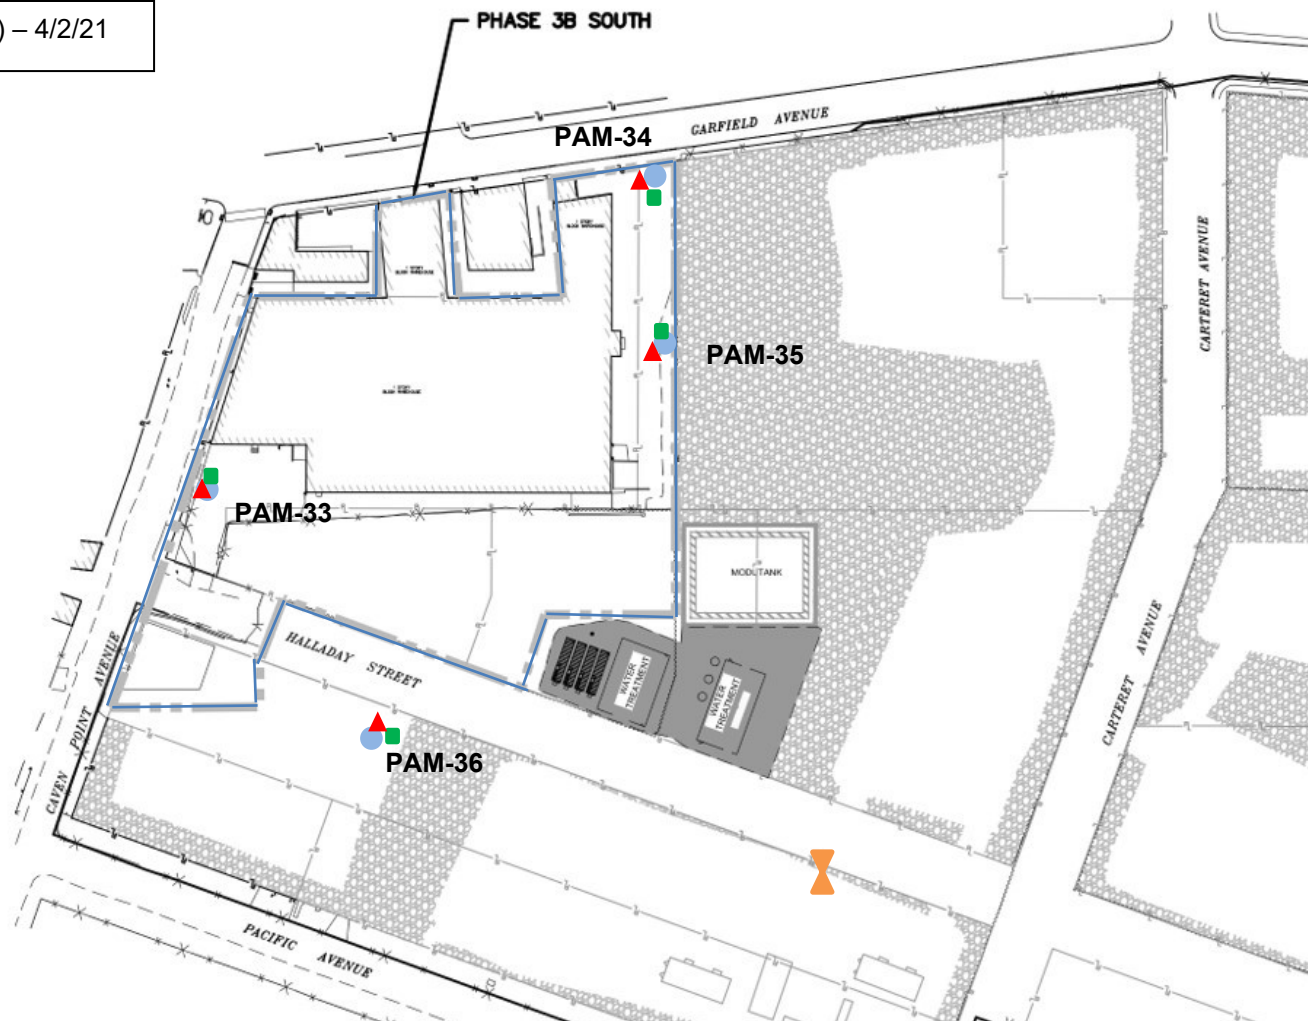 ) – 4/2/21
PHASE 3B SOUTH
GARFIELD AVENUE
PAM-34
CARTERET AVENUE
PAM-35
PAM-33
MODUTANK
HALLADAY STREET
WATER
TREATMENT
WATER
TREATMENT
CARTERET AVENUE
CAVEN POINT AVENUE
PAM-36
PACIFIC AVENUE